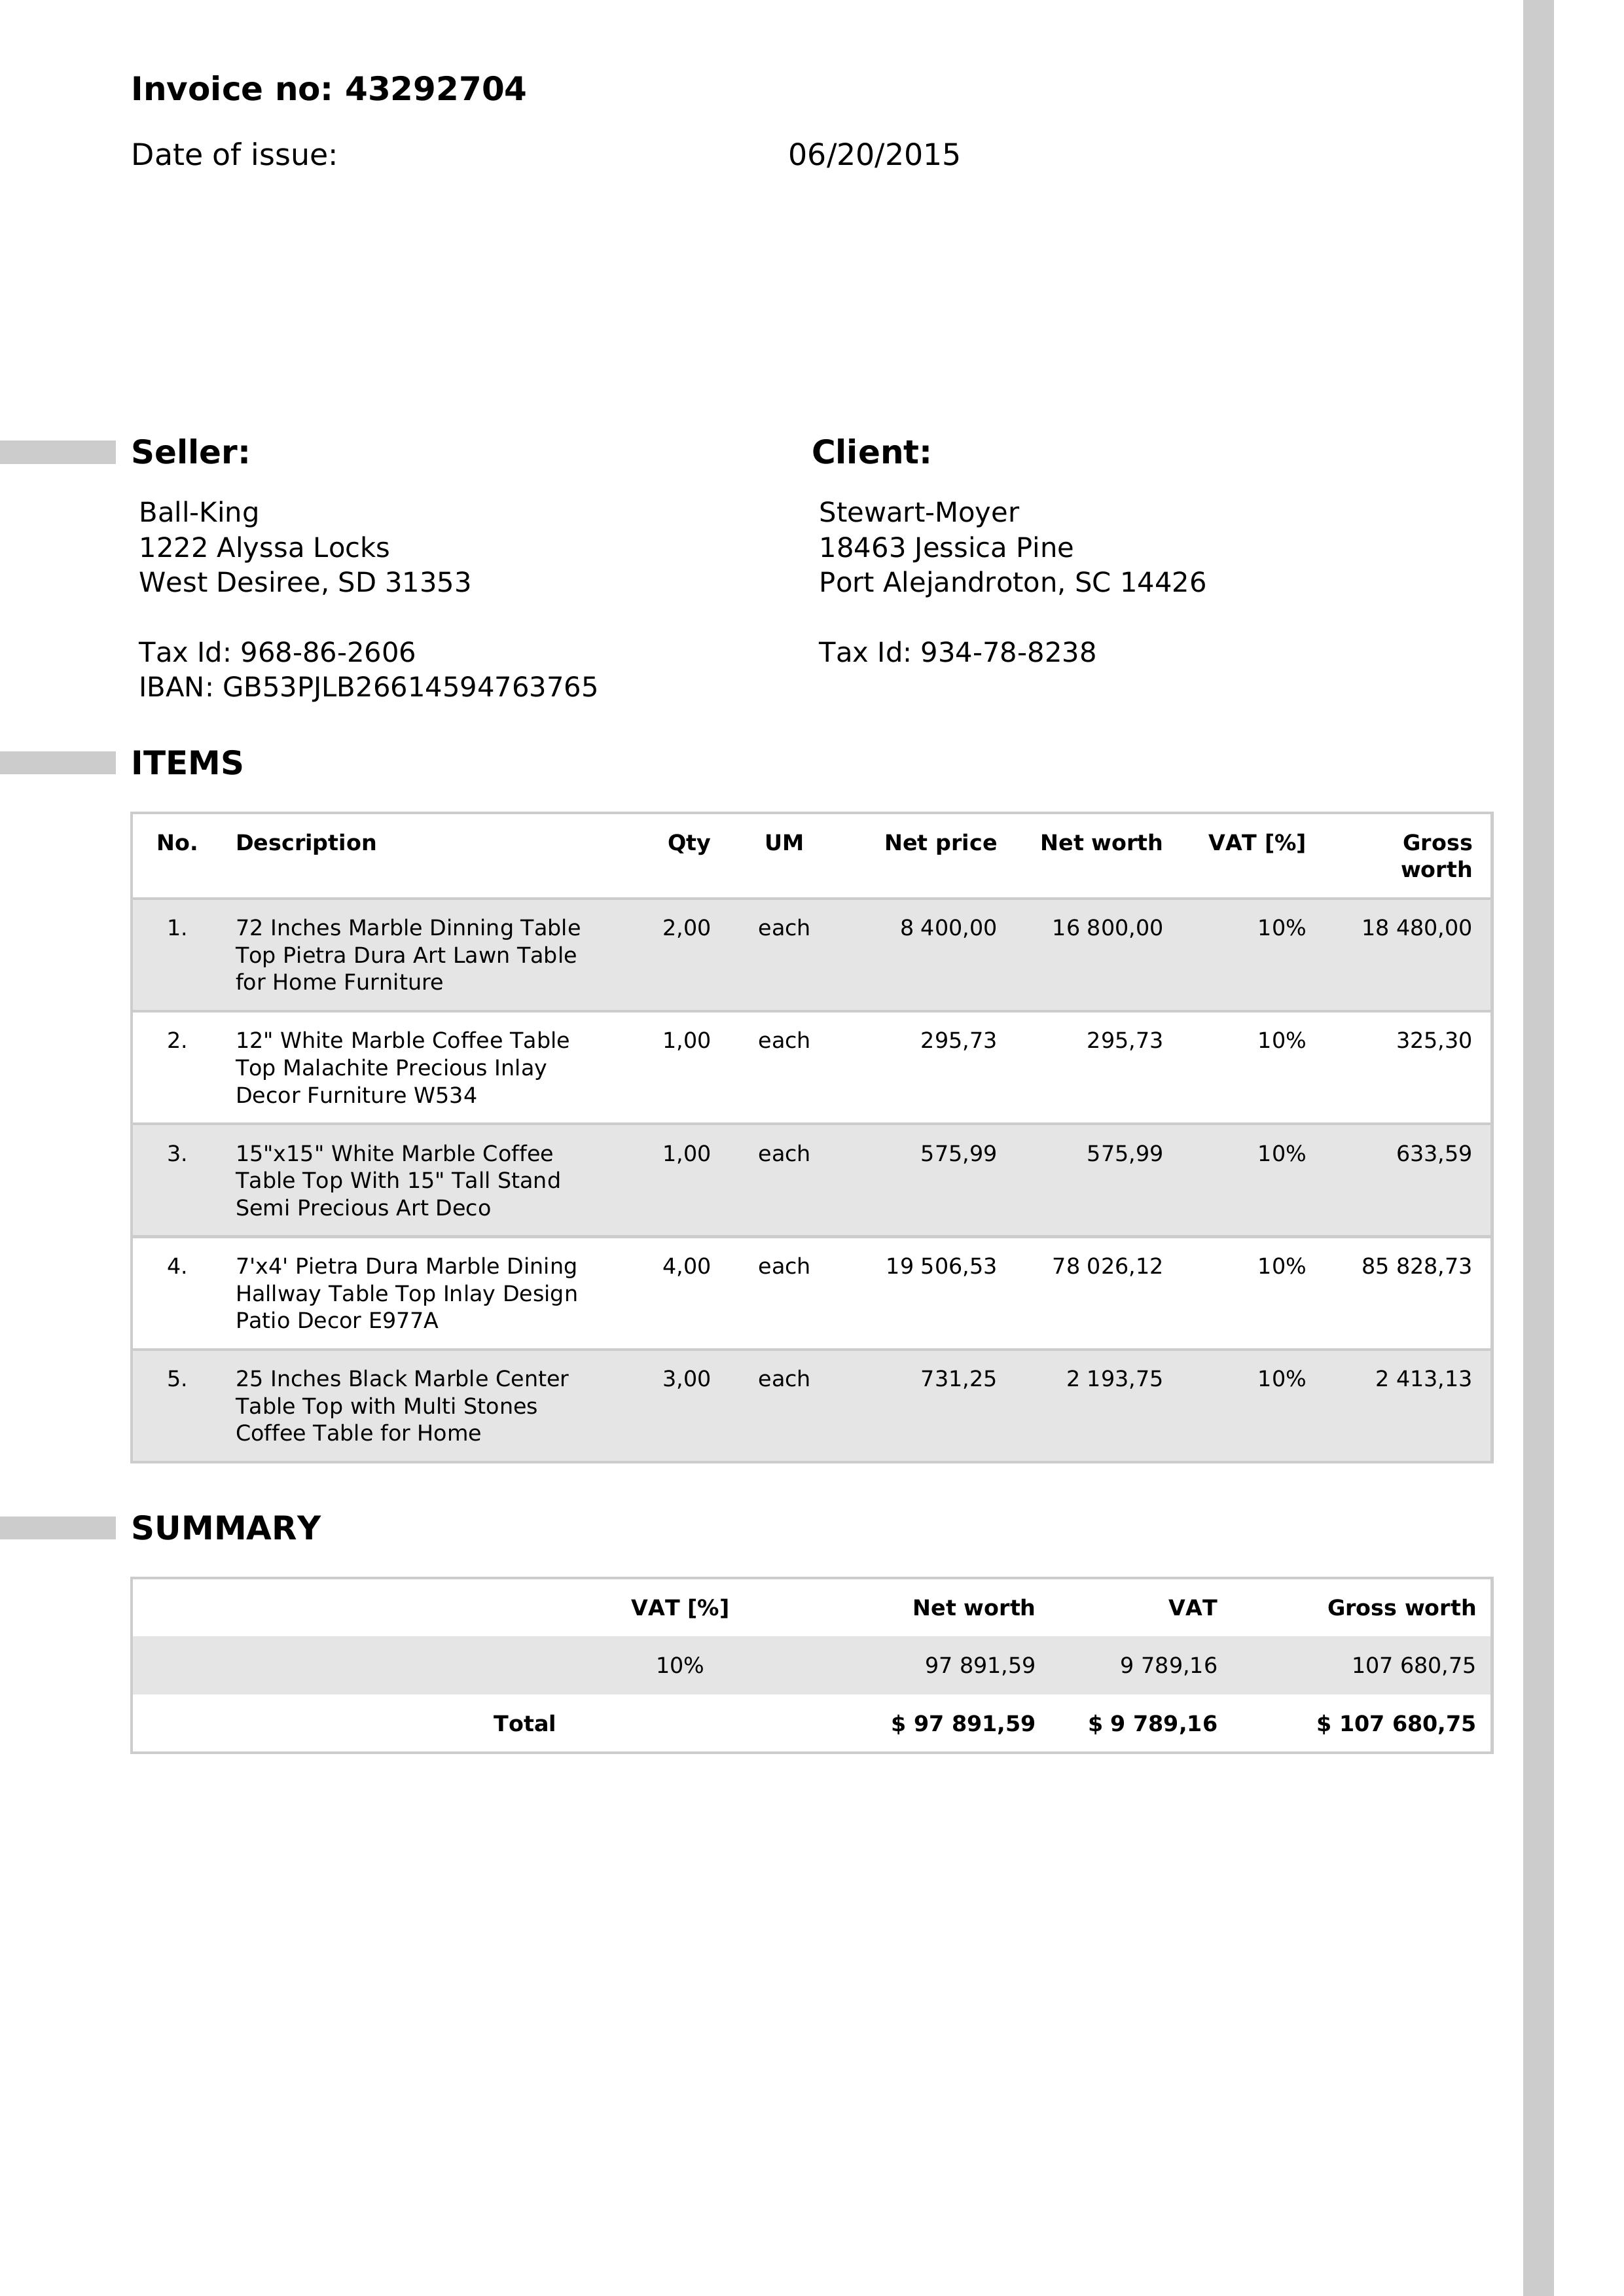 Invoice no: 43292704
Date of issue: 06/20/2015
Seller:
Ball-King
1222 Alyssa Locks
West Desiree, SD 31353
Tax Id: 968-86-2606
IBAN: GB53PJLB26614594763765
Client:
Stewart-Moyer
18463 Jessica Pine
Port Alejandroton, SC 14426
Tax Id: 934-78-8238
ITEMS
No. Description Qty UM Net price Net worth VAT [%] Gross
worth
1. 72 Inches Marble Dinning Table 2,00 each 8 400,00 16 800,00 10% 18 480,00
Top Pietra Dura Art Lawn Table
for Home Furniture
2. 12" White Marble Coffee Table 1,00 each 295,73 295,73 10% 325,30
Top Malachite Precious Inlay
Decor Furniture W534
3. 15"x15" White Marble Coffee 1,00 each 575,99 575,99 10% 633,59
Table Top With 15" Tall Stand
Semi Precious Art Deco
4. 7'x4' Pietra Dura Marble Dining 4,00 each 19 506,53 78 026,12 10% 85 828,73
Hallway Table Top Inlay Design
Patio Decor E977A
5. 25 Inches Black Marble Center 3,00 each 731,25 2 193,75 10% 2 413,13
Table Top with Multi Stones
Coffee Table for Home
SUMMARY
VAT [%] Net worth VAT Gross worth
10% 97 891,59 9 789,16 107 680,75
Total $ 97 891,59 $ 9 789,16 $ 107 680,75